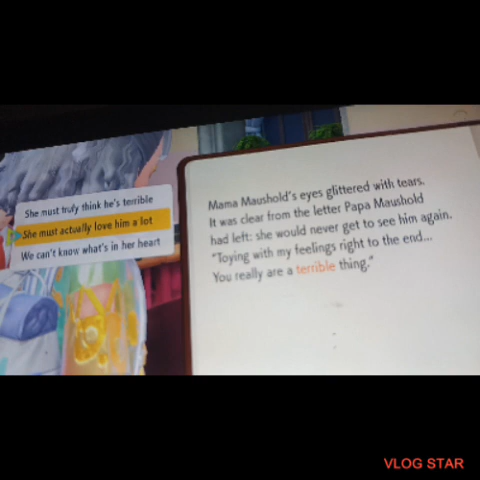 She must truly think he's terrible
She must actually love him a lot
We can't know what's in her heart
Mama Maushold's eyes glittered with tears.
It was clear from the letter Papa Maushold
had left: she would never get to see him again.
"Toying with my feelings right to the end...
You really are a terrible thing."
VLOG STAR